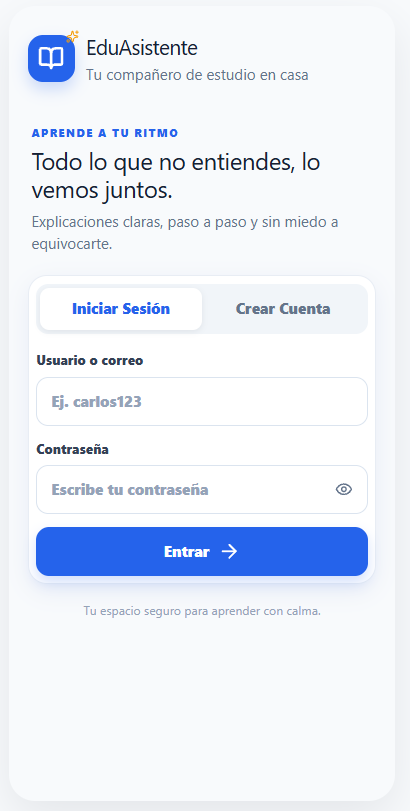 EduAsistente
Tu compañero de estudio en casa
APRENDE A TU RITMO
Todo lo que no entiendes, lo
vemos juntos.
Explicaciones claras, paso a paso y sin miedo a
equivocarte.
Iniciar Sesión
Crear Cuenta
Usuario o correo
Ej. carlos123
Contraseña
Escribe tu contraseña
Entrar
Tu espacio seguro para aprender con calma.